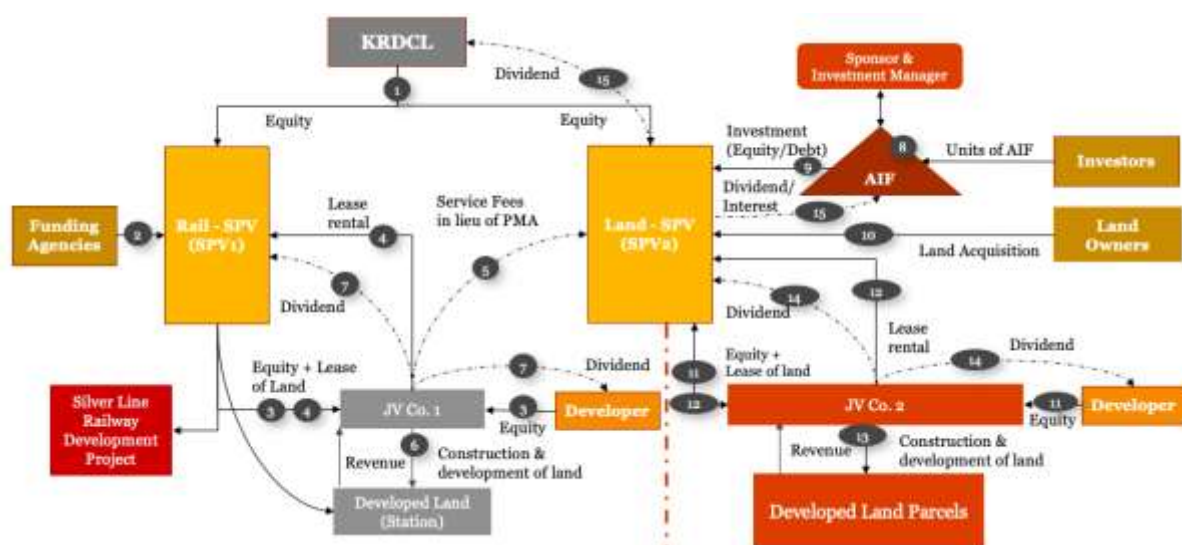 KRDCL
Dividend
15
1
Equity
Equity
Sponsor &
Investment Manager
Investment
(Equity/Debt)
9
8
AIF
Units of AIF
Investors
Dividend/
Interest
15
Funding
Agencies
2
Rail - SPV
(SPV1)
Lease
rental
4
Service Fees
in lieu of PMA
5
Land - SPV
(SPV2)
10
Land Acquisition
Land
Owners
7
Dividend
14
Dividend
12
Lease
rental
14
Dividend
Equity + Lease
of Land
3
4
7
Dividend
11
Equity +
Lease of land
12
Silver Line
Railway
Development
Project
JV Co. 1
3
Equity
Developer
JV Co. 2
11
Equity
Developer
6
Revenue
Construction &
development of land
13
Revenue
Construction &
development of land
Developed Land
(Station)
Developed Land Parcels